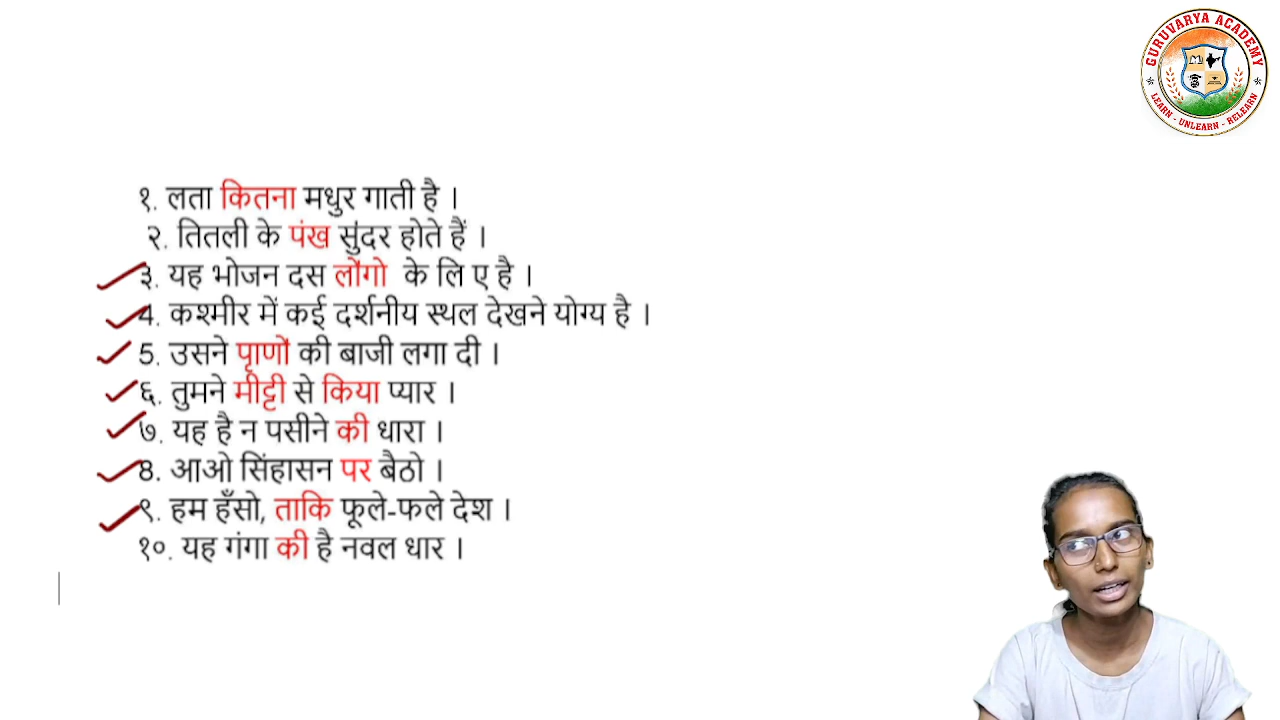 GURUVARYA ACADEMY
LEARN - UNLEARN - RELEARN
१. लता कितना मधुर गाती है ।
२. तितली के पंख सुंदर होते हैं ।
३. यह भोजन दस लोंगो के लि ए है ।
4. कश्मीर में कई दर्शनीय स्थल देखने योग्य है ।
5. उसने पृाणों की बाजी लगा दी ।
६. तुमने मीट्टी से किया प्यार ।
७. यह है न पसीने की धारा ।
8. आओ सिंहासन पर बैठो ।
९. हम हँसो, ताकि फूले-फले देश ।
१०. यह गंगा की है नवल धार ।